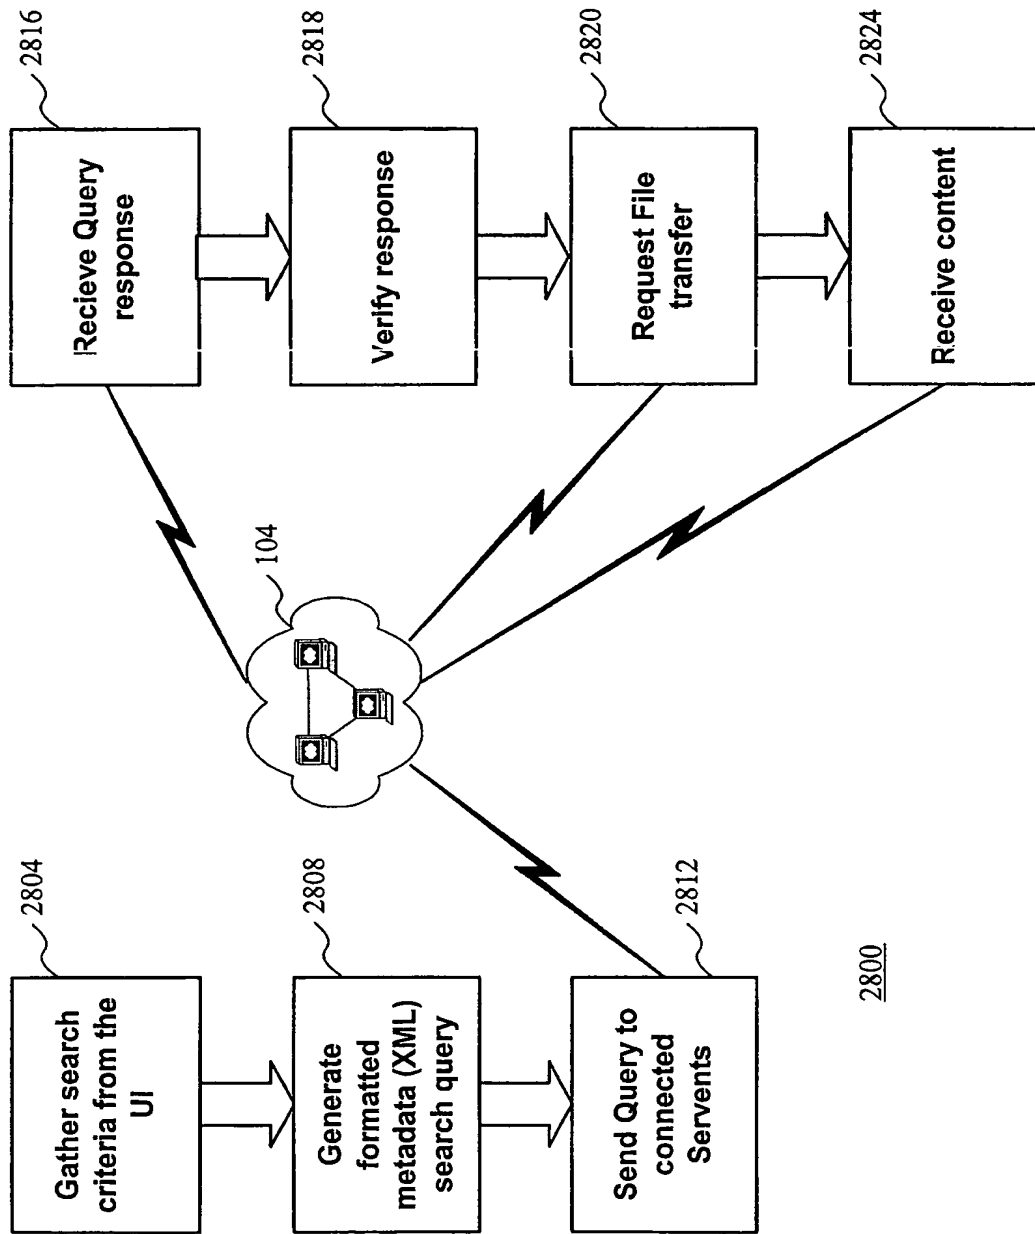 2804
Gather search
criteria from the
UI
2808
Generate
formatted
metadata (XML)
search query
2812
Send Query to
connected
Servents
2800
104
2816
Recieve Query
response
2818
Verify response
2820
Request File
transfer
2824
Receive content